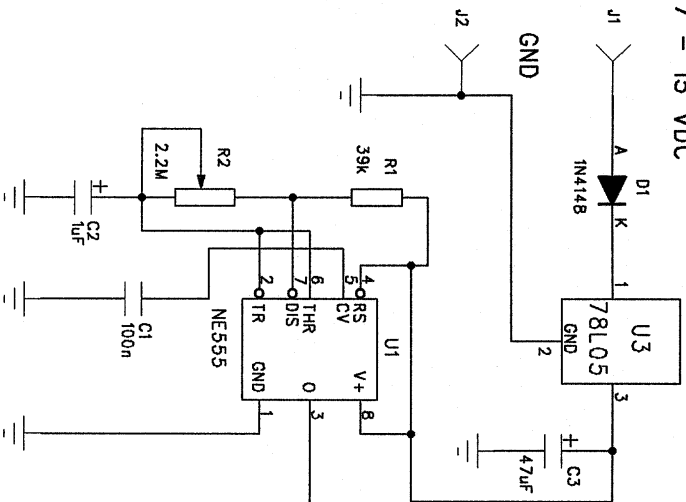 7 - 15 VDC
J1
A
D1
K
1N4148
1
U3
78L05
3
GND
2
C3
+
47uF
GND
J2
R1
39k
R2
2.2M
+
C2
1uF
C1
100n
4
5
6
7
2
RS
CV
THR
DIS
TR
U1
NE555
V+
8
O
3
GND
1